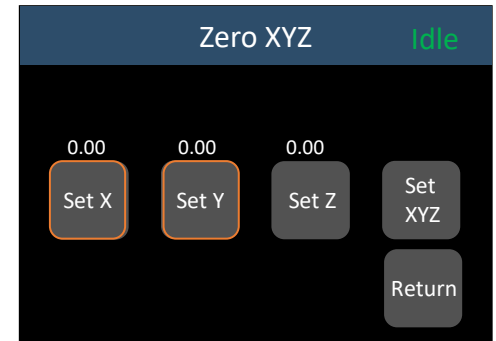 Zero XYZ
Idle
0.00
0.00
0.00
Set X
Set Y
Set Z
Set
XYZ
Return